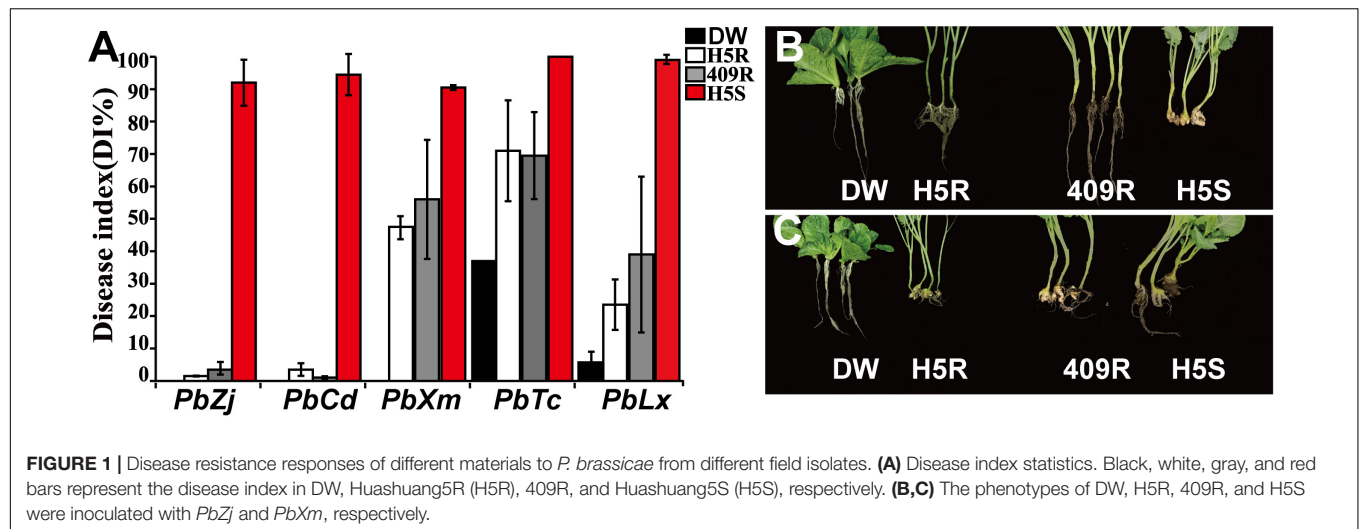 A
DW
H5R
409R
H5S
Disease index(DI%)
100
90
80
70
60
50
40
30
20
10
0
PbZj PbCd PbXm PbTc PbLx
B
DW H5R 409R H5S
C
DW H5R 409R H5S
FIGURE 1 | Disease resistance responses of different materials to P. brassicae from different field isolates. (A) Disease index statistics. Black, white, gray, and red
bars represent the disease index in DW, Huashuang5R (H5R), 409R, and Huashuang5S (H5S), respectively. (B,C) The phenotypes of DW, H5R, 409R, and H5S
were inoculated with PbZj and PbXm, respectively.